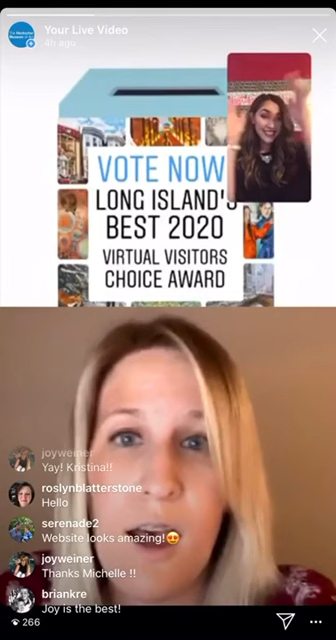 Your Live Video
4h ago
VOTE NOW
LONG ISLAND'S
BEST 2020
VIRTUAL VISITORS
CHOICE AWARD
joyweiner
Yay! Kristina!!
roslynblatterstone
Hello
serenade2
Website looks amazing!😍
joyweiner
Thanks Michelle !!
briankre
Joy is the best!
266